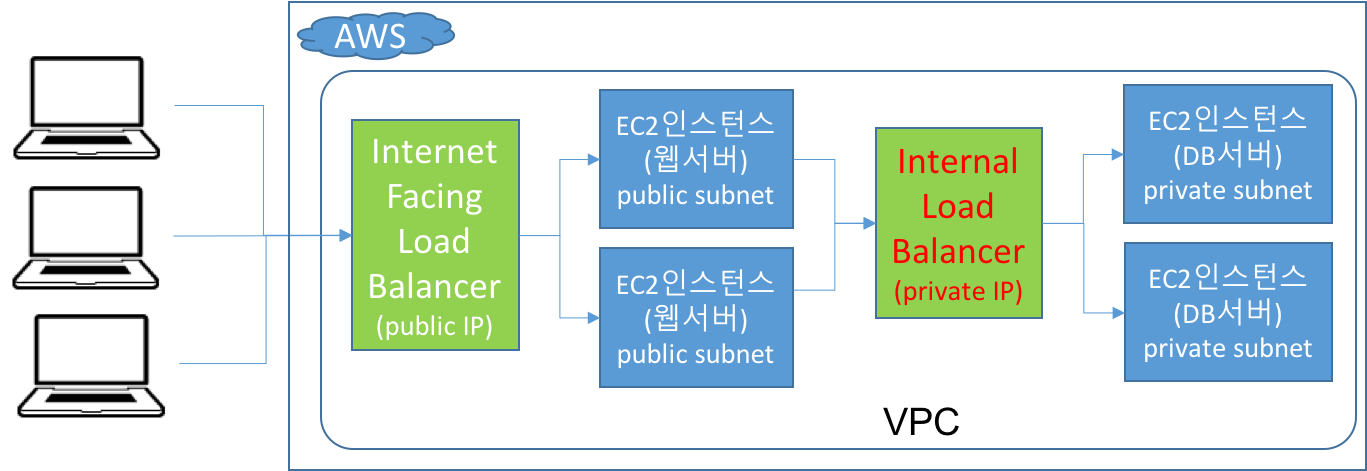 AWS
Internet
Facing
Load
Balancer
(public IP)
EC2인스턴스
(웹서버)
public subnet
EC2인스턴스
(웹서버)
public subnet
Internal
Load
Balancer
(private IP)
EC2인스턴스
(DB서버)
private subnet
EC2인스턴스
(DB서버)
private subnet
VPC